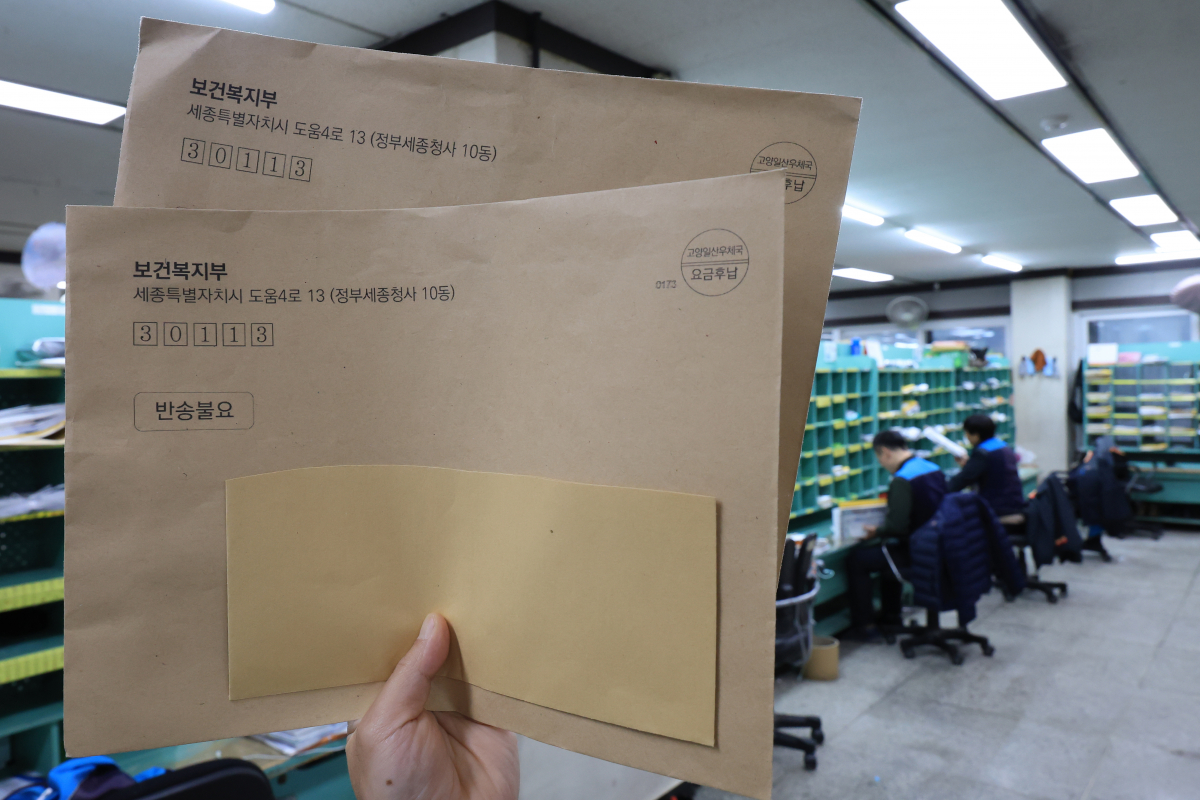 보건복지부
세종특별자치시 도움4로 13 (정부세종청사 10동)
30113
고양일산우체국
후납
보건복지부
세종특별자치시 도움4로 13 (정부세종청사 10동)
30113
고양일산우체국
요금후납
0173
반송불요